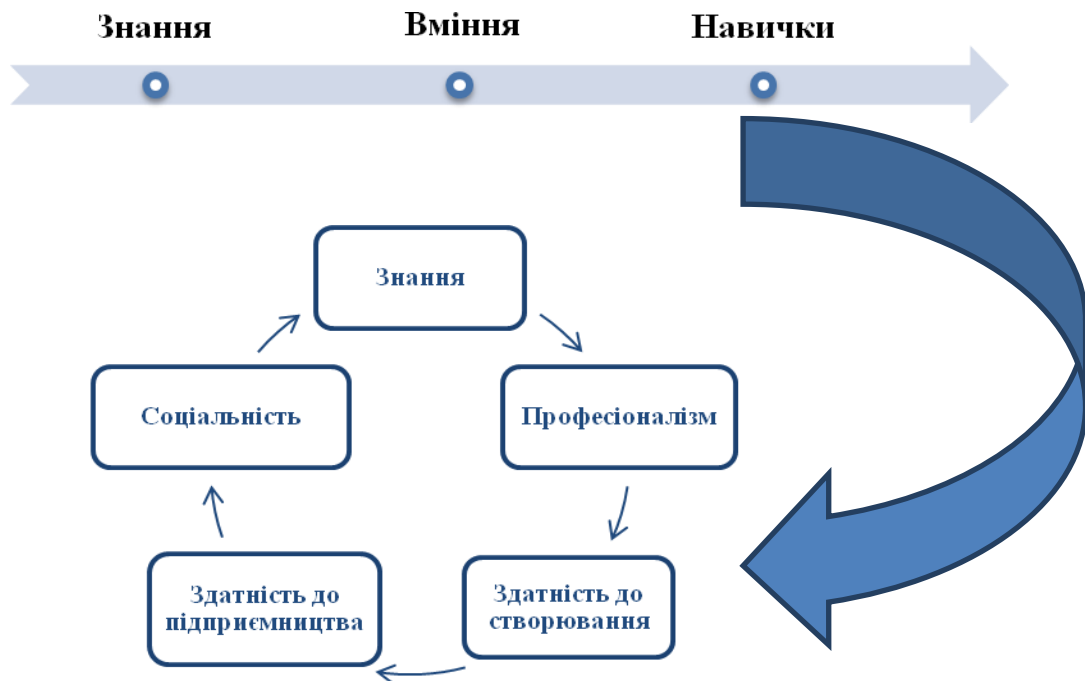 Знання
Вміння
Навички
Знання
Соціальність
Професіоналізм
Здатність до
підприємництва
Здатність до
створювання